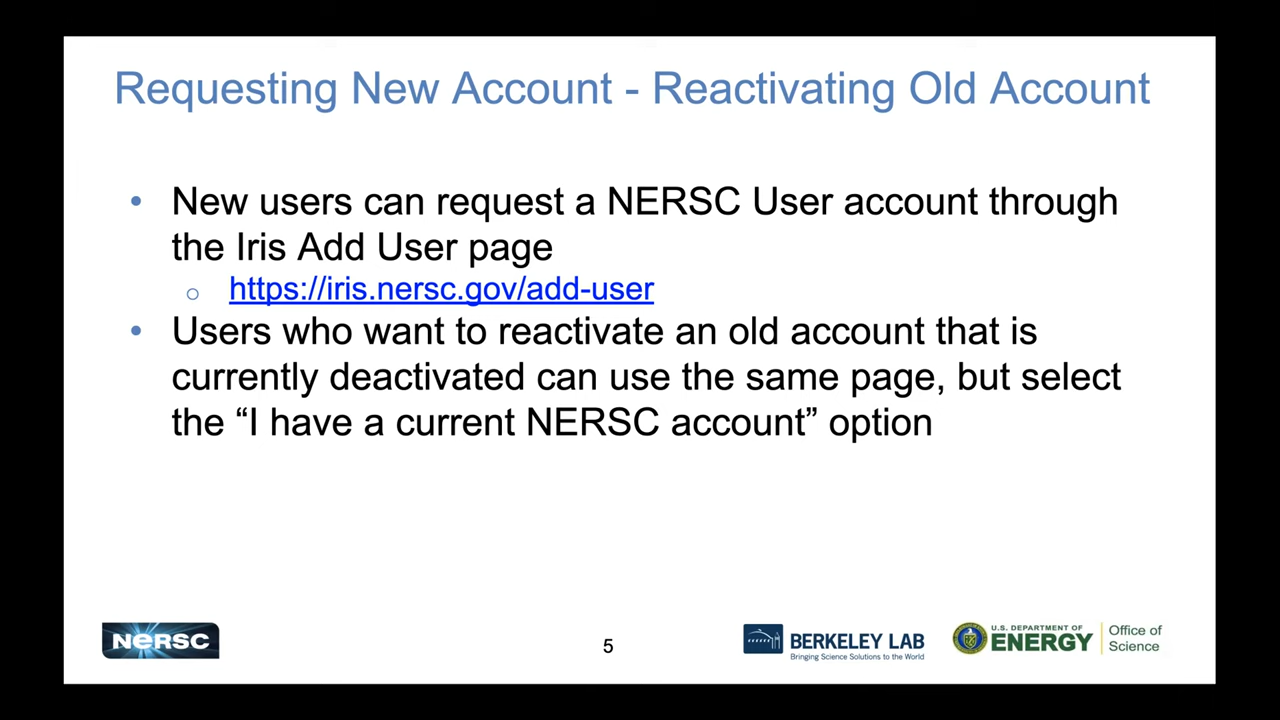 Requesting New Account - Reactivating Old Account
• New users can request a NERSC User account through
the Iris Add User page
○ https://iris.nersc.gov/add-user
• Users who want to reactivate an old account that is
currently deactivated can use the same page, but select
the “I have a current NERSC account” option
NERSC
5
BERKELEY LAB
Bringing Science Solutions to the World
U.S. DEPARTMENT OF
ENERGY
Office of
Science